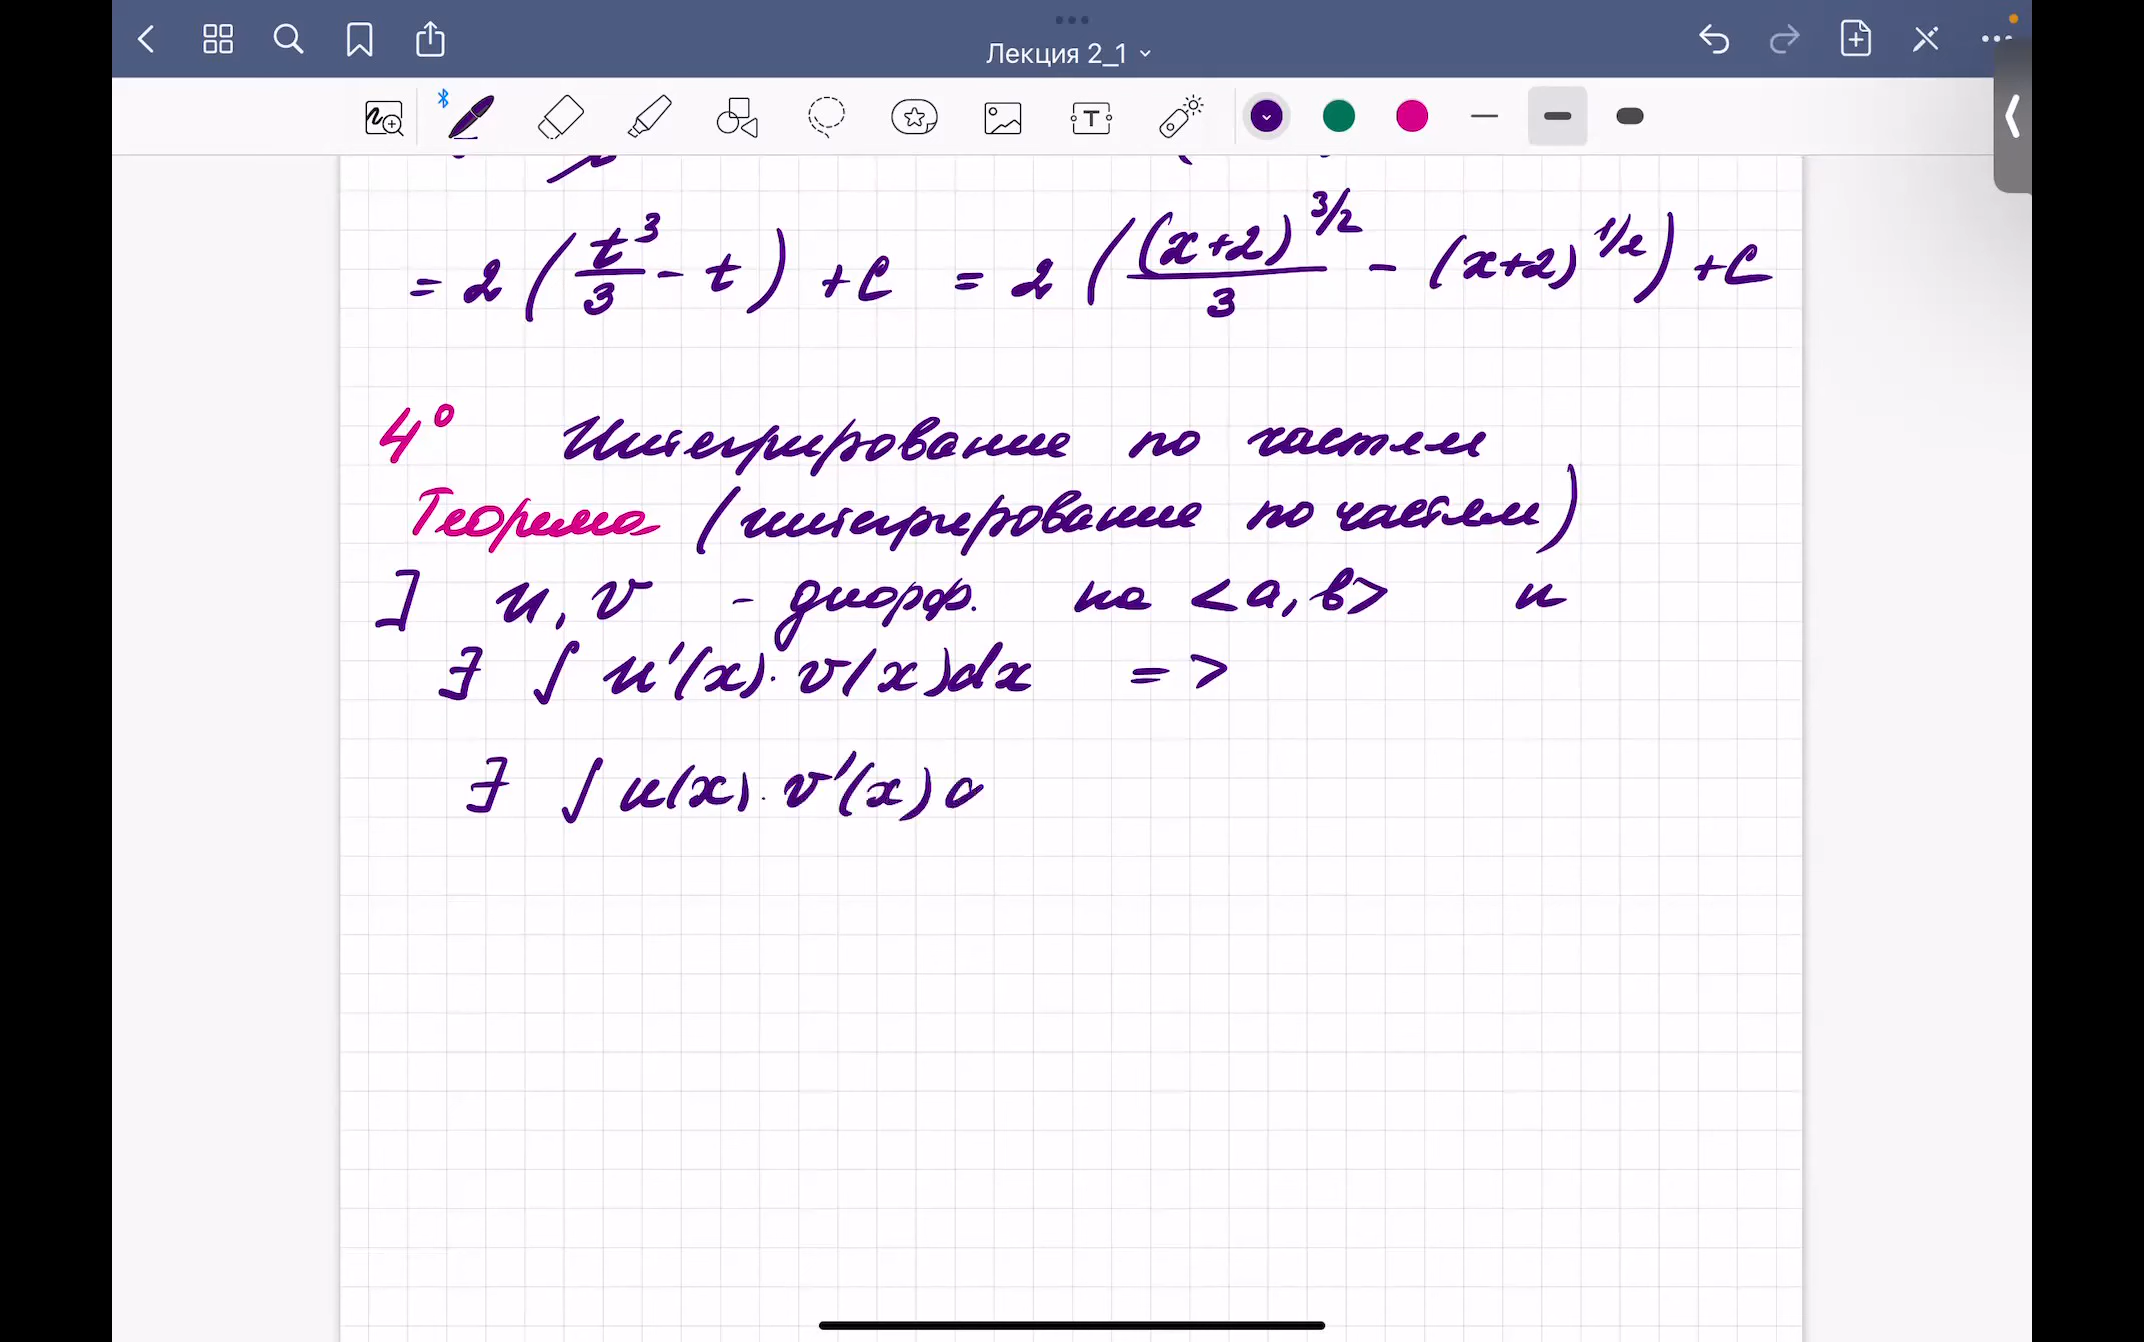 Лекция 2_1
= 2 (t³/3 - t) + C = 2 ((x+2)^3/2 / 3 - (x+2)^1/2) + C
4° Интегрирование по частям
Теорема (интегрирование по частям)
] u, v - дифф. на <a, b> и
∃ ∫ u'(x)·v(x)dx =>
∃ ∫ u(x)·v'(x) d